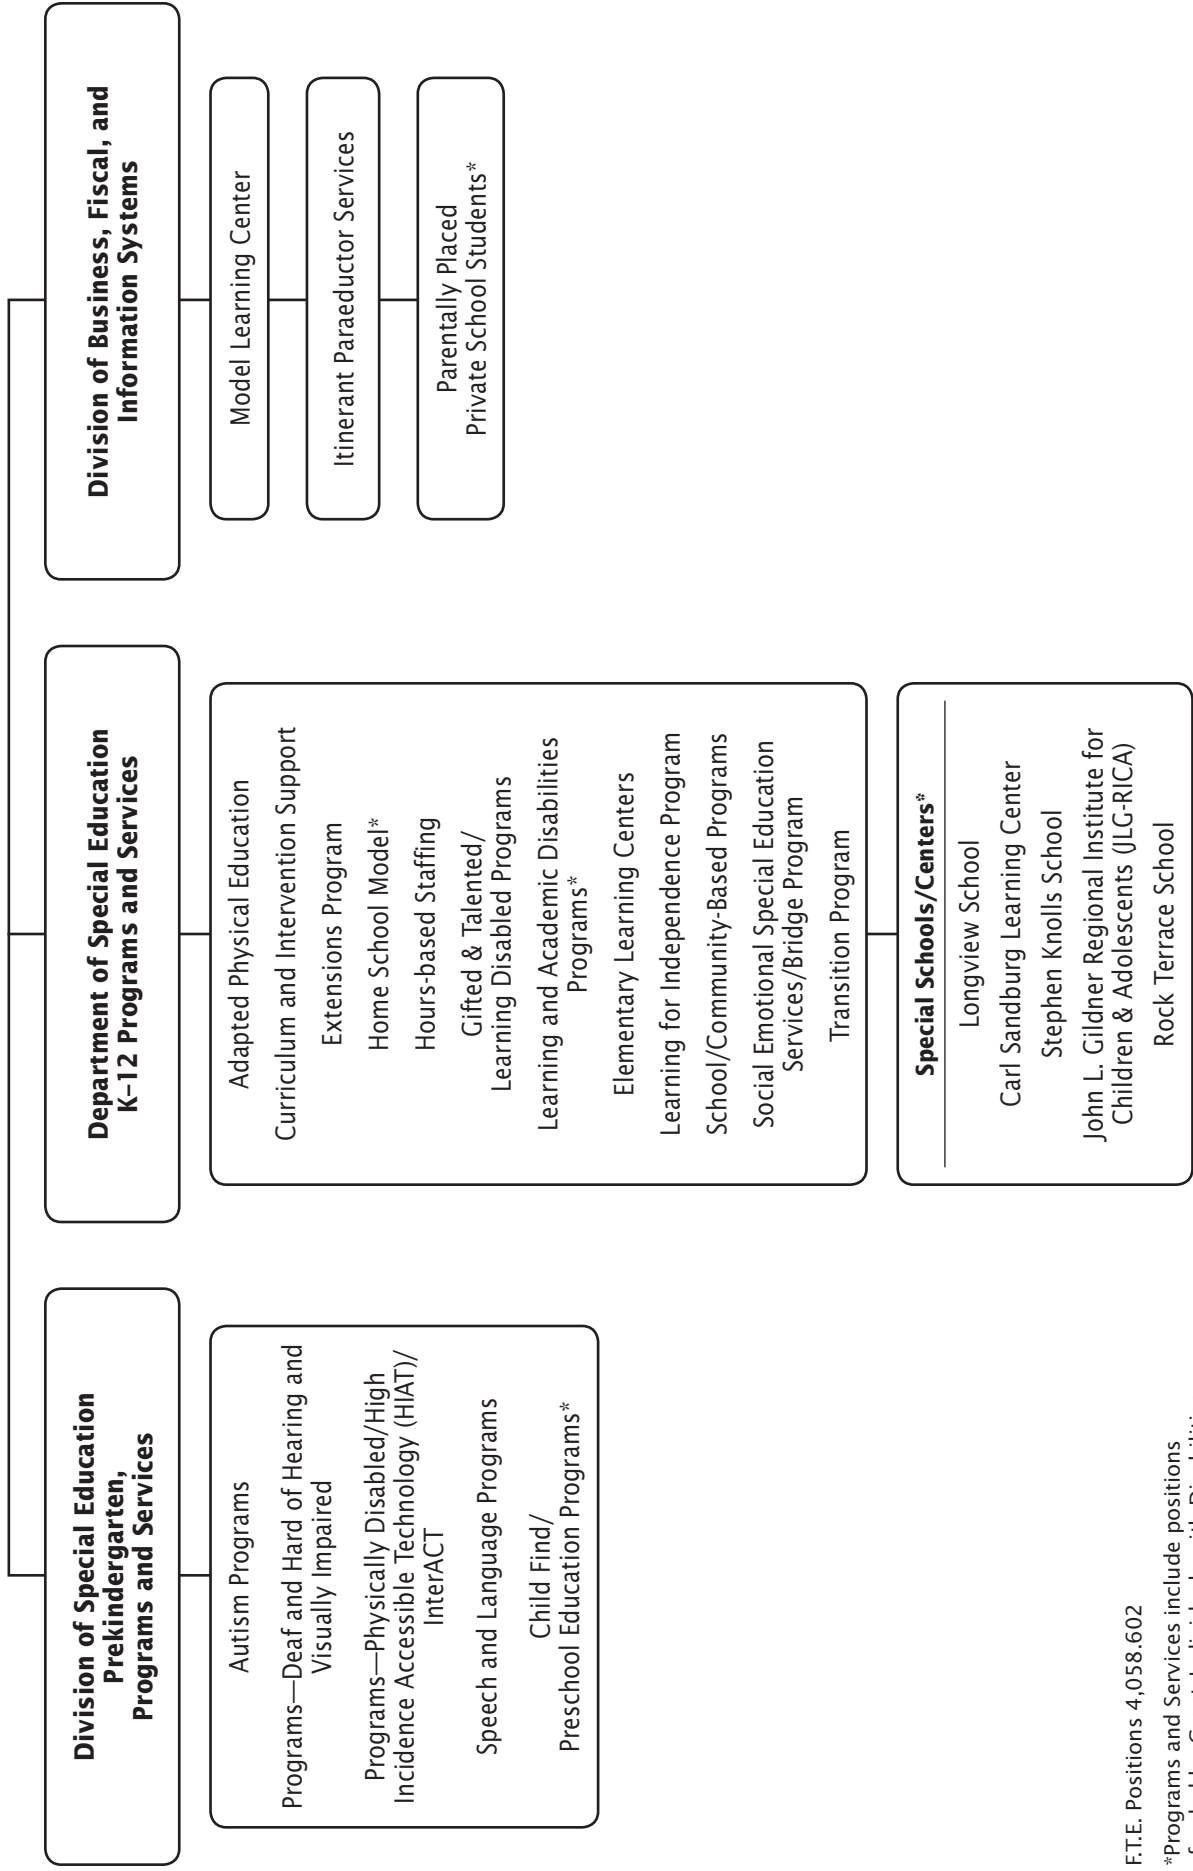 Division of Special Education
Prekindergarten,
Programs and Services
Autism Programs
Programs—Deaf and Hard of Hearing and
Visually Impaired
Programs—Physically Disabled/High
Incidence Accessible Technology (HIAT)/
InterACT
Speech and Language Programs
Child Find/
Preschool Education Programs*
Department of Special Education
K–12 Programs and Services
Adapted Physical Education
Curriculum and Intervention Support
Extensions Program
Home School Model*
Hours-based Staffing
Gifted & Talented/
Learning Disabled Programs
Learning and Academic Disabilities
Programs*
Elementary Learning Centers
Learning for Independence Program
School/Community-Based Programs
Social Emotional Special Education
Services/Bridge Program
Transition Program
Special Schools/Centers*
Longview School
Carl Sandburg Learning Center
Stephen Knolls School
John L. Gildner Regional Institute for
Children & Adolescents (JLG-RICA)
Rock Terrace School
Division of Business, Fiscal, and
Information Systems
Model Learning Center
Itinerant Paraeductor Services
Parentally Placed
Private School Students*
F.T.E. Positions 4,058.602
*Programs and Services include positions